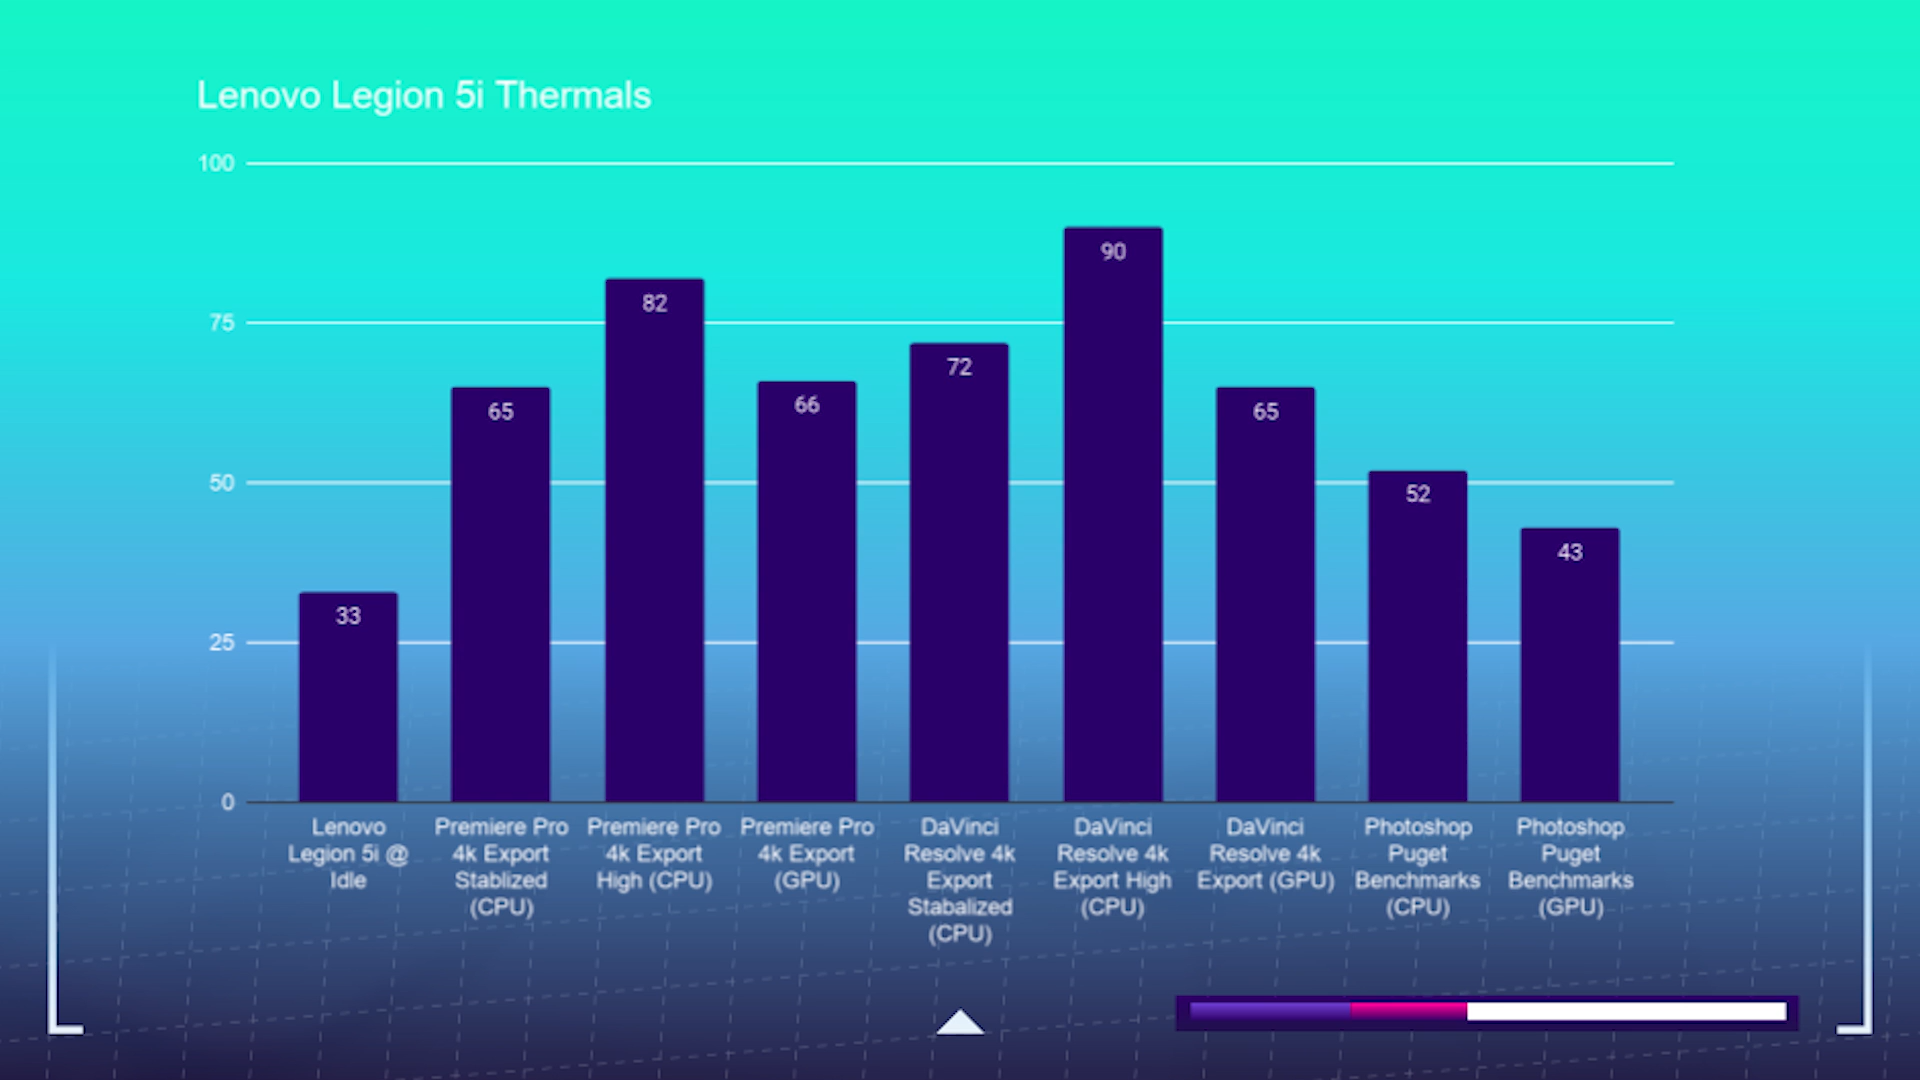 Lenovo Legion 5i Thermals
100
75
50
25
0
33
65
82
66
72
90
65
52
43
Lenovo
Legion 5i @
Idle
Premiere Pro
4k Export
Stablized
(CPU)
Premiere Pro
4k Export
High (CPU)
Premiere Pro
4k Export
(GPU)
DaVinci
Resolve 4k
Export
Stabalized
(CPU)
DaVinci
Resolve 4k
Export High
(CPU)
DaVinci
Resolve 4k
Export (GPU)
Photoshop
Puget
Benchmarks
(CPU)
Photoshop
Puget
Benchmarks
(GPU)